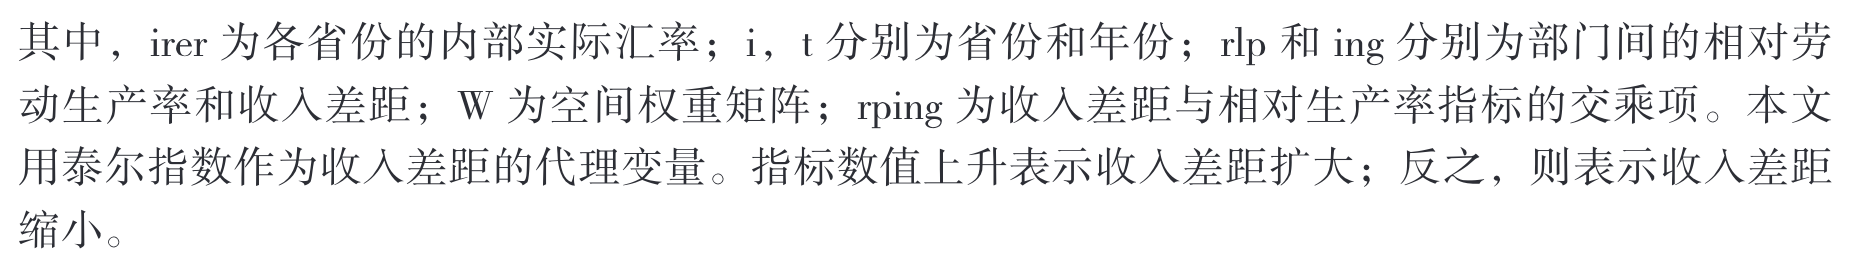 其中，irer 为各省份的内部实际汇率；i，t 分别为省份和年份；rlp 和 ing 分别为部门间的相对劳
动生产率和收入差距；W 为空间权重矩阵；rping 为收入差距与相对生产率指标的交乘项。本文
用泰尔指数作为收入差距的代理变量。指标数值上升表示收入差距扩大；反之，则表示收入差距
缩小。